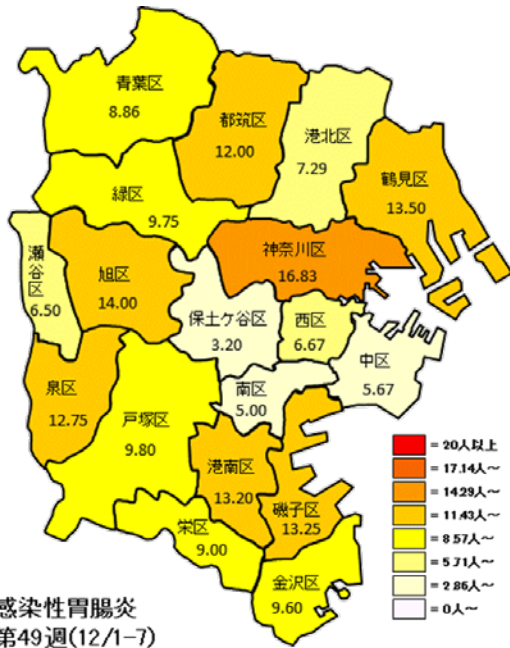 青葉区
8.86
都筑区
12.00
港北区
7.29
鶴見区
13.50
緑区
9.75
神奈川区
16.83
瀬谷区
6.50
旭区
14.00
保土ケ谷区
3.20
西区
6.67
中区
5.67
泉区
12.75
戸塚区
9.80
南区
5.00
港南区
13.20
磯子区
13.25
栄区
9.00
金沢区
9.60
= 20人以上
= 17.14人～
= 14.29人～
= 11.43人～
= 8.57人～
= 5.71人～
= 2.86人～
= 0人～
感染性胃腸炎
第49週(12/1-7)